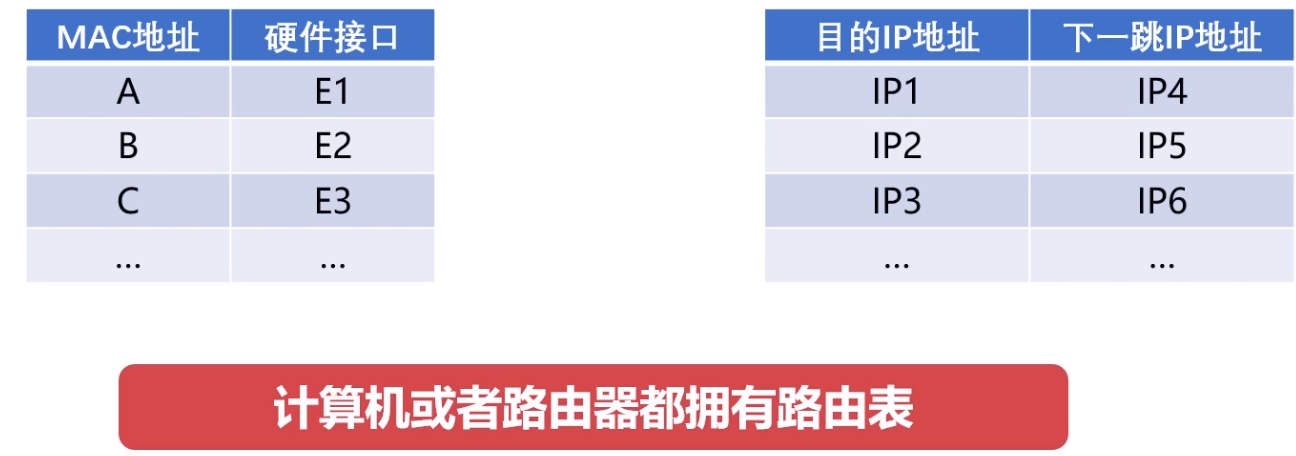 MAC地址 硬件接口
A E1
B E2
C E3
... ...
目的IP地址 下一跳IP地址
IP1 IP4
IP2 IP5
IP3 IP6
... ...
计算机或者路由器都拥有路由表